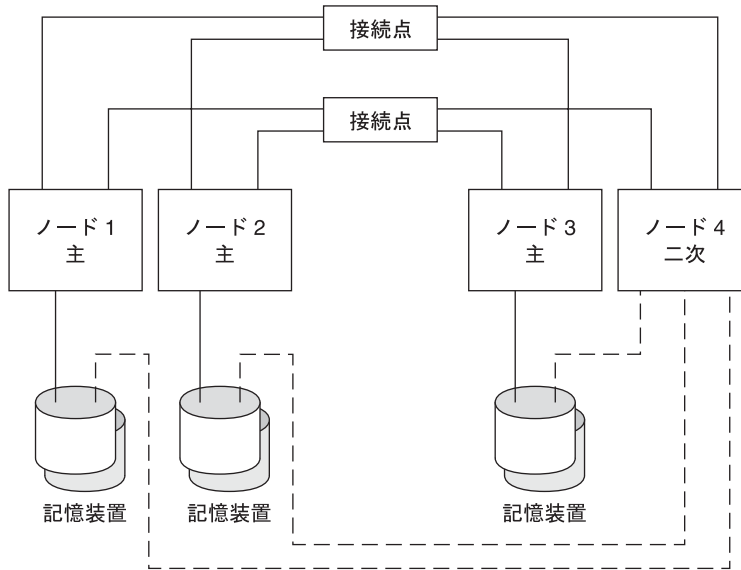 接続点
接続点
ノード 1
主
ノード 2
主
ノード 3
主
ノード 4
二次
記憶装置
記憶装置
記憶装置